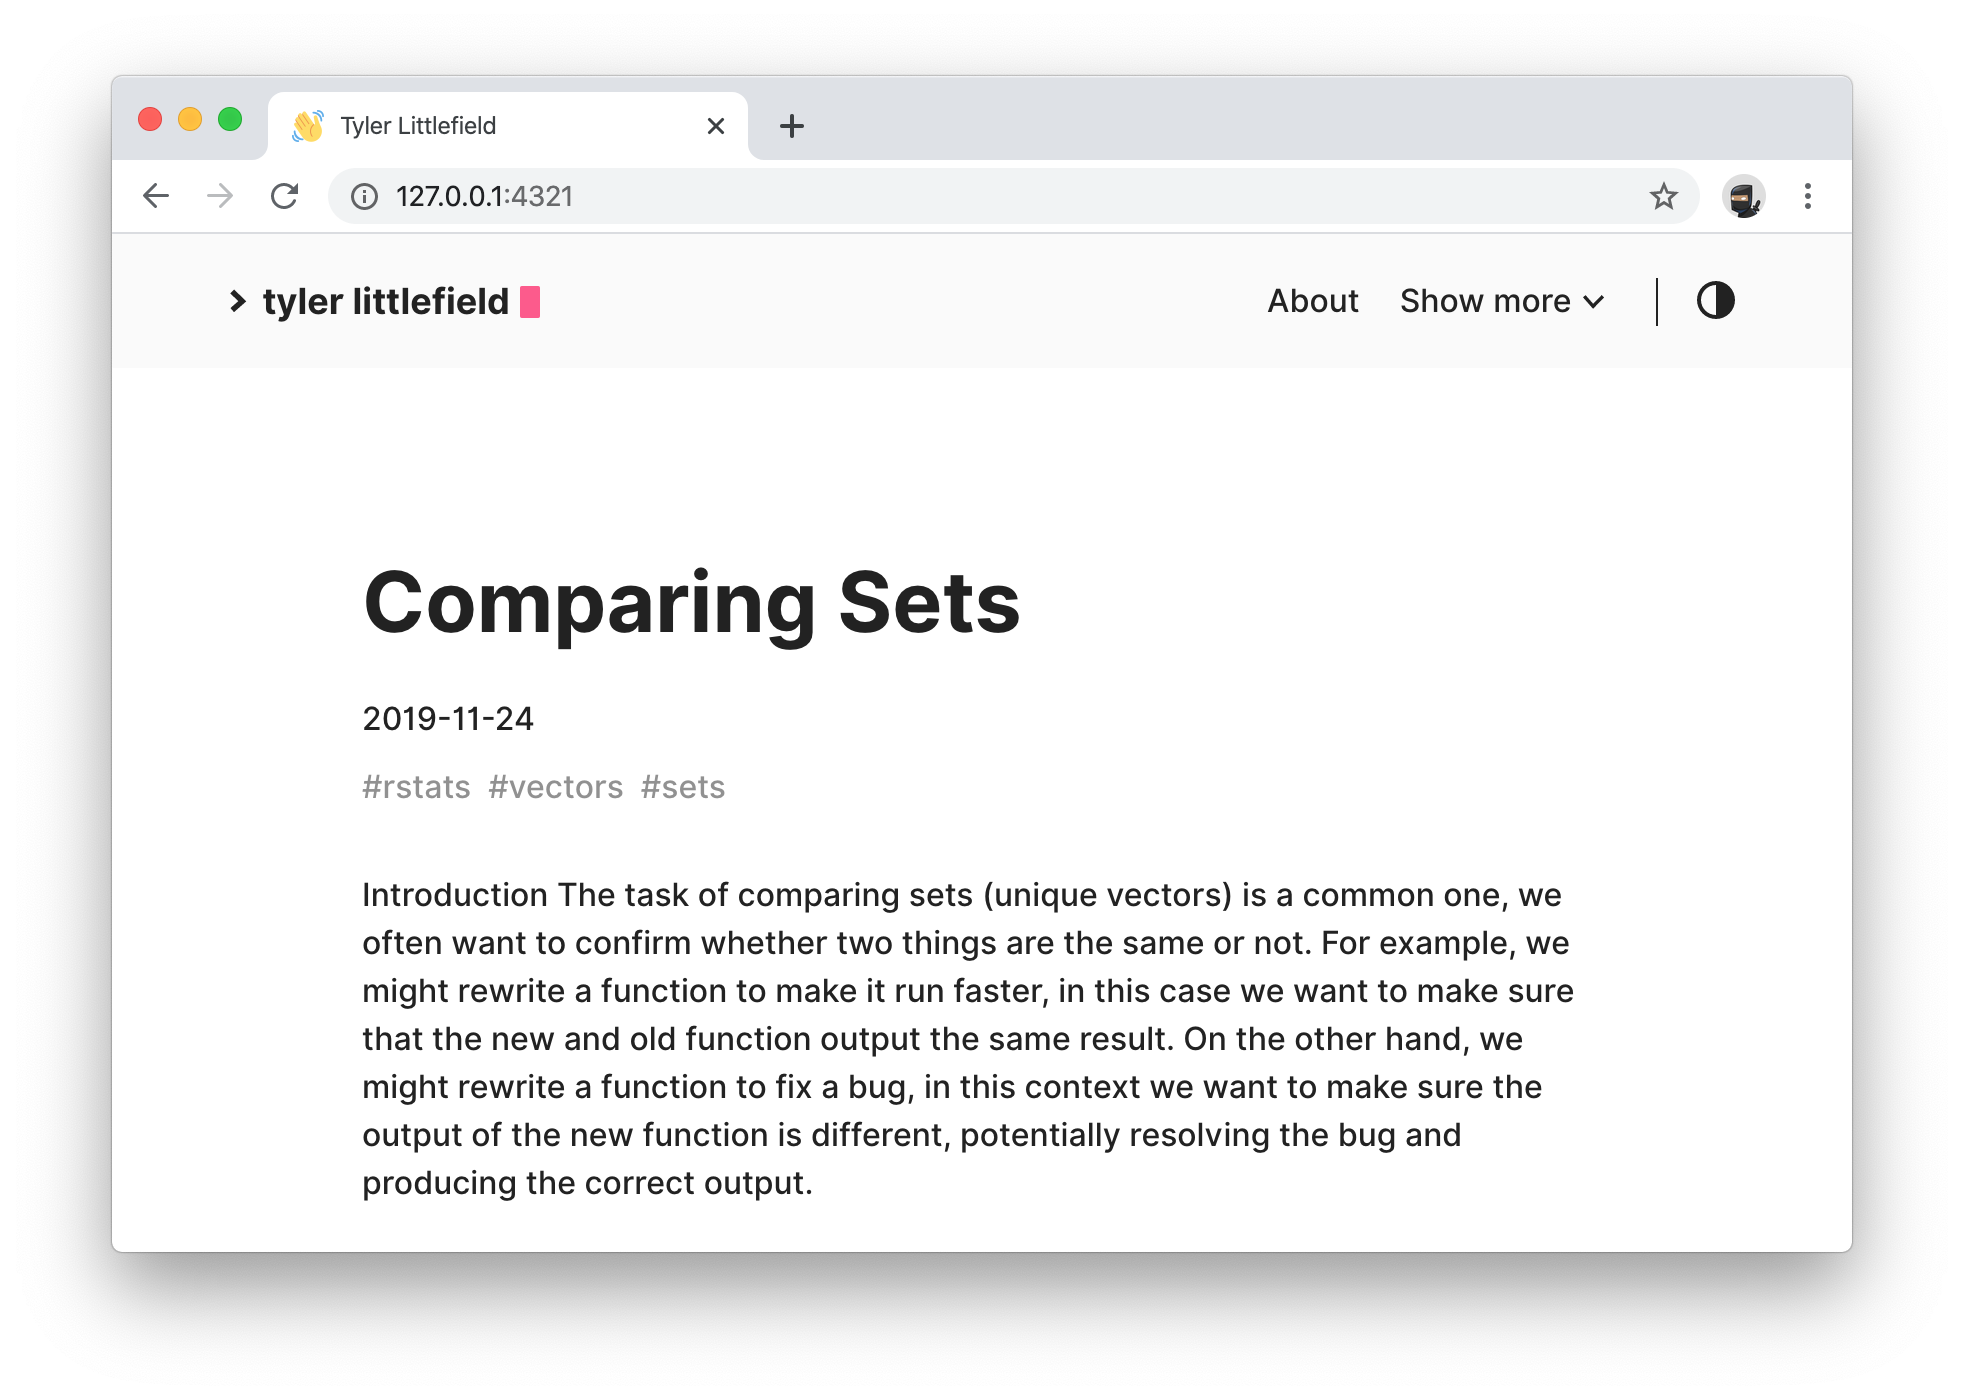 Tyler Littlefield
127.0.0.1:4321
> tyler littlefield
About
Show more
Comparing Sets
2019-11-24
#rstats #vectors #sets
Introduction The task of comparing sets (unique vectors) is a common one, we
often want to confirm whether two things are the same or not. For example, we
might rewrite a function to make it run faster, in this case we want to make sure
that the new and old function output the same result. On the other hand, we
might rewrite a function to fix a bug, in this context we want to make sure the
output of the new function is different, potentially resolving the bug and
producing the correct output.